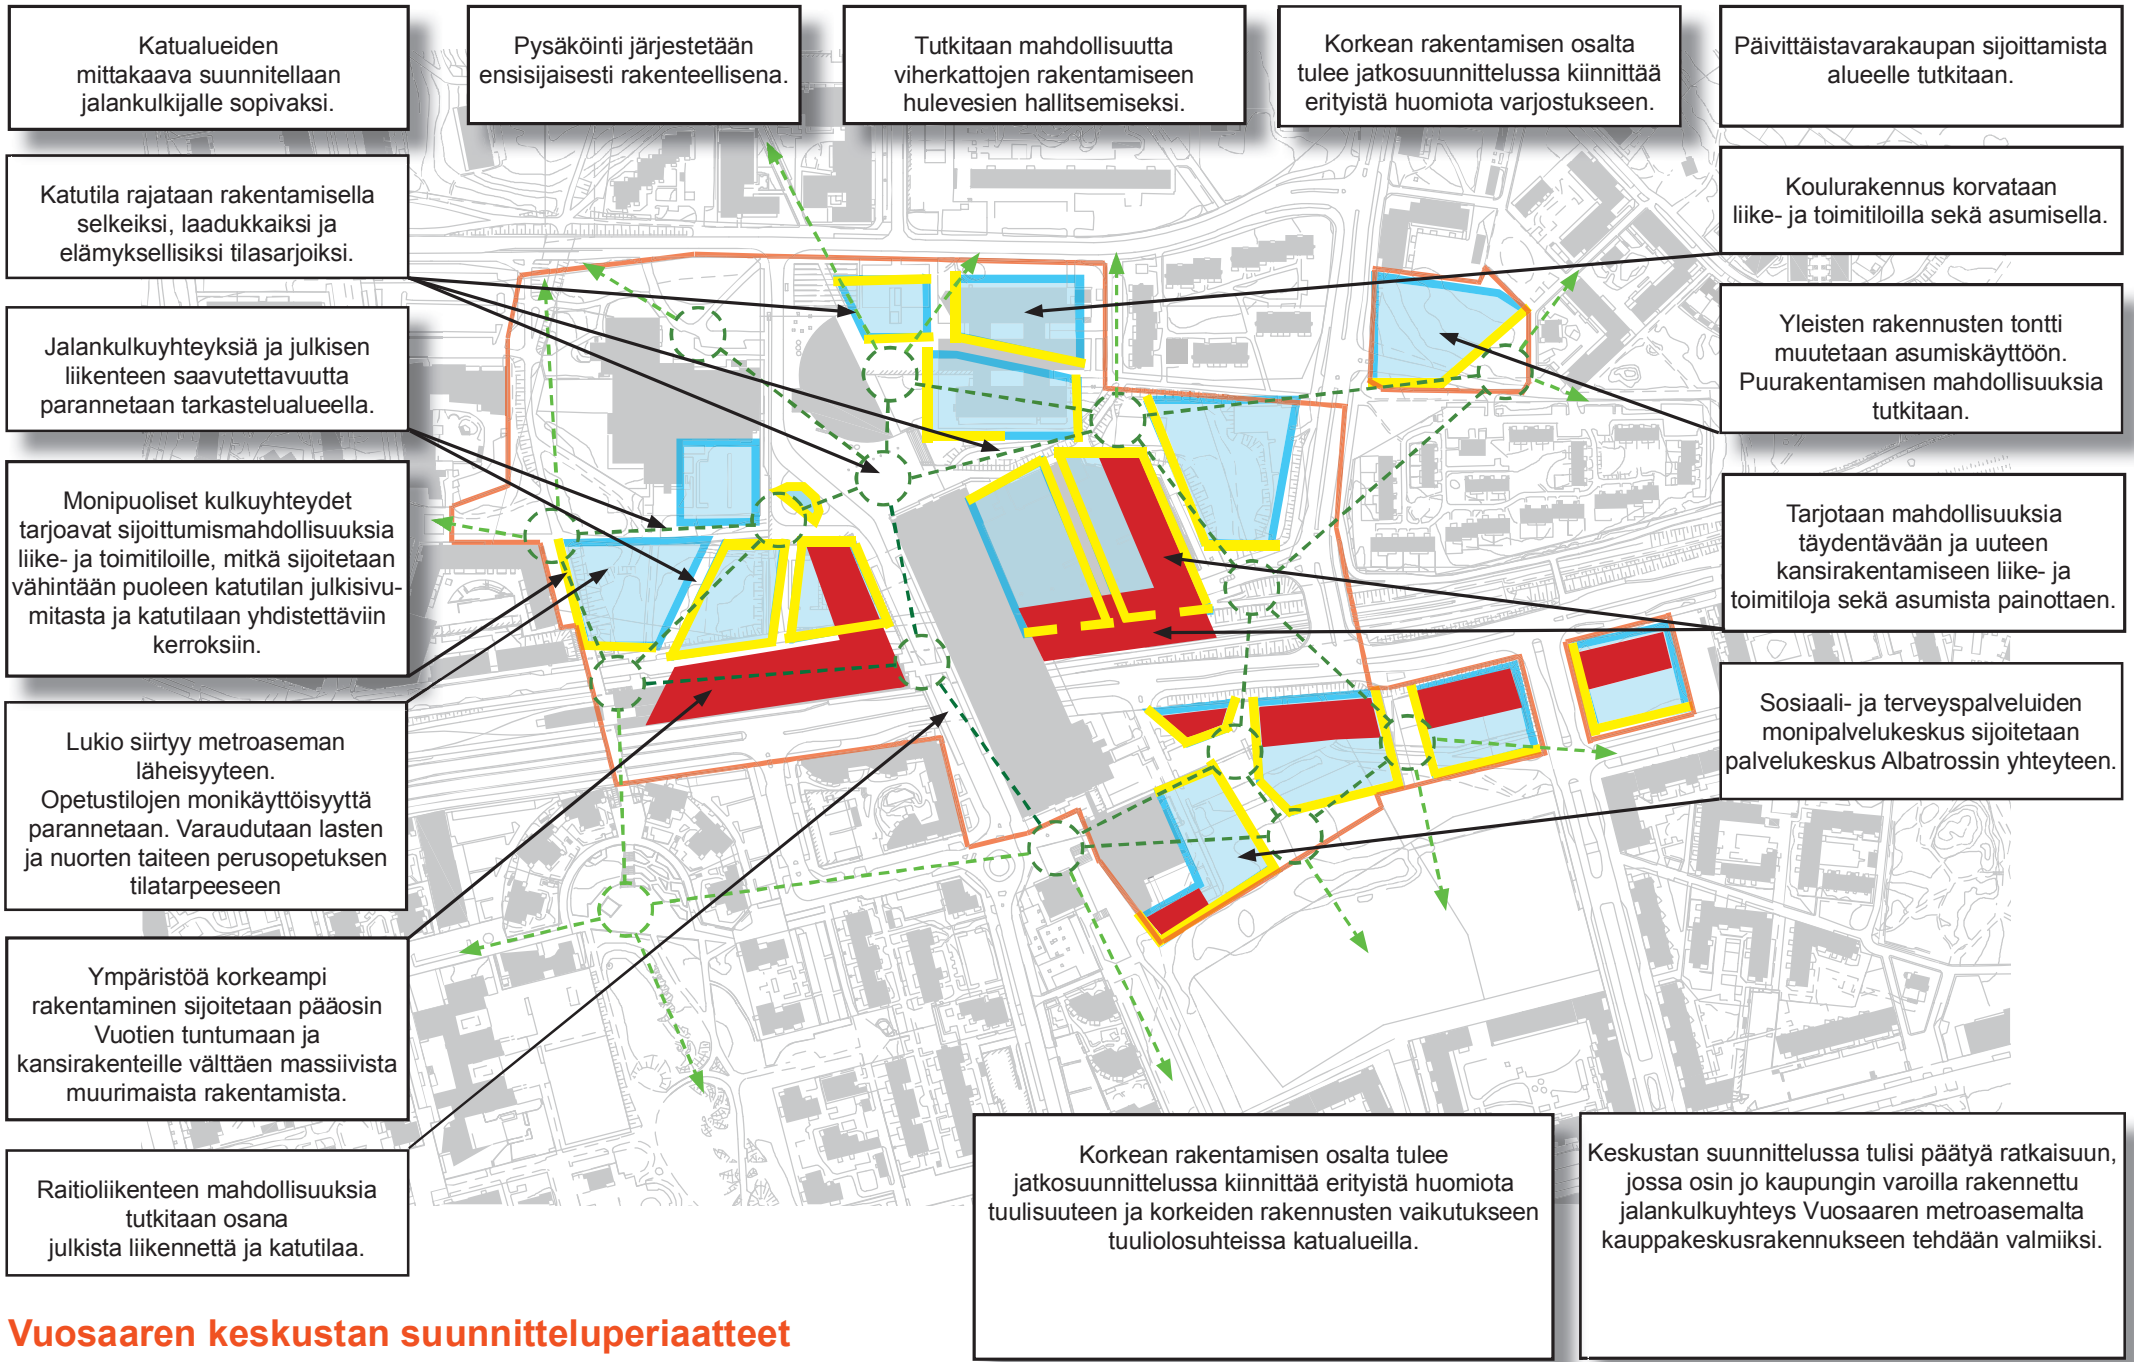 Katualueiden
mittakaava suunnitellaan
jalankulkijalle sopivaksi.
Pysäköinti järjestetään
ensisijaisesti rakenteellisena.
Tutkitaan mahdollisuutta
viherkattojen rakentamiseen
hulevesien hallitsemiseksi.
Korkean rakentamisen osalta
tulee jatkosuunnittelussa kiinnittää
erityistä huomiota varjostukseen.
Päivittäistavarakaupan sijoittamista
alueelle tutkitaan.
Katutila rajataan rakentamisella
selkeiksi, laadukkaiksi ja
elämyksellisiksi tilasarjoiksi.
Koulurakennus korvataan
liike- ja toimitiloilla sekä asumisella.
Jalankulkuyhteyksiä ja julkisen
liikenteen saavutettavuutta
parannetaan tarkastelualueella.
Yleisten rakennusten tontti
muutetaan asumiskäyttöön.
Puurakentamisen mahdollisuuksia
tutkitaan.
Monipuoliset kulkuyhteydet
tarjoavat sijoittumismahdollisuuksia
liike- ja toimitiloille, mitkä sijoitetaan
vähintään puoleen katutilan julkisivu-
mitasta ja katutilaan yhdistettäviin
kerroksiin.
Tarjotaan mahdollisuuksia
täydentävään ja uuteen
kansirakentamiseen liike- ja
toimitiloja sekä asumista painottaen.
Lukio siirtyy metroaseman
läheisyyteen.
Opetustilojen monikäyttöisyyttä
parannetaan. Varaudutaan lasten
ja nuorten taiteen perusopetuksen
tilatarpeeseen
Sosiaali- ja terveyspalveluiden
monipalvelukeskus sijoitetaan
palvelukeskus Albatrossin yhteyteen.
Ympäristöä korkeampi
rakentaminen sijoitetaan pääosin
Vuotien tuntumaan ja
kansirakenteille välttäen massiivista
muurimaista rakentamista.
Raitioliikenteen mahdollisuuksia
tutkitaan osana
julkista liikennettä ja katutilaa.
Korkean rakentamisen osalta tulee
jatkosuunnittelussa kiinnittää erityistä huomiota
tuulisuuteen ja korkeiden rakennusten vaikutukseen
tuuliolosuhteissa katualueilla.
Keskustan suunnittelussa tulisi päätyä ratkaisuun,
jossa osin jo kaupungin varoilla rakennettu
jalankulkuyhteys Vuosaaren metroasemalta
kauppakeskusrakennukseen tehdään valmiiksi.
Vuosaaren keskustan suunnitteluperiaatteet